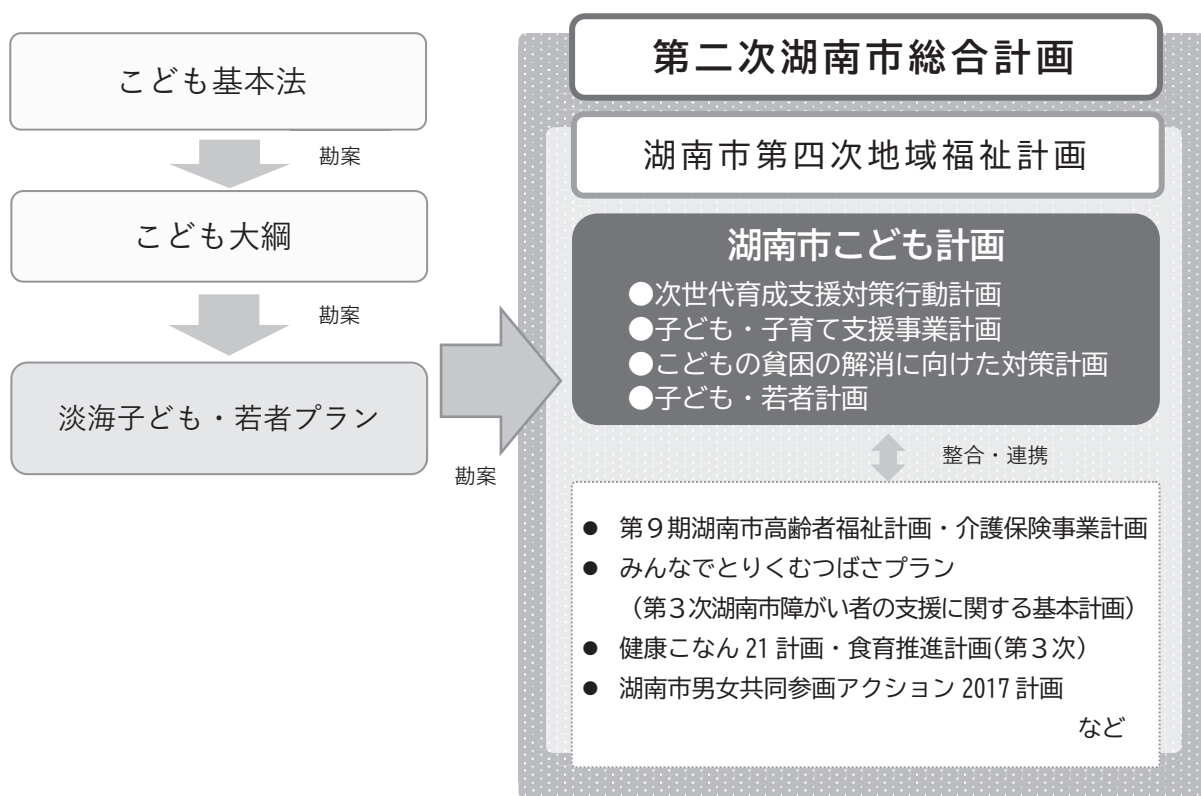 こども基本法
勘案
こども大綱
勘案
淡海子ども・若者プラン
勘案
第二次湖南市総合計画
湖南市第四次地域福祉計画
湖南市こども計画
●次世代育成支援対策行動計画
●子ども・子育て支援事業計画
●こどもの貧困の解消に向けた対策計画
●子ども・若者計画
整合・連携
● 第9期湖南市高齢者福祉計画・介護保険事業計画
● みんなでとりくむつばさプラン
（第３次湖南市障がい者の支援に関する基本計画）
● 健康こなん 21 計画・食育推進計画(第３次)
● 湖南市男女共同参画アクション 2017 計画
など